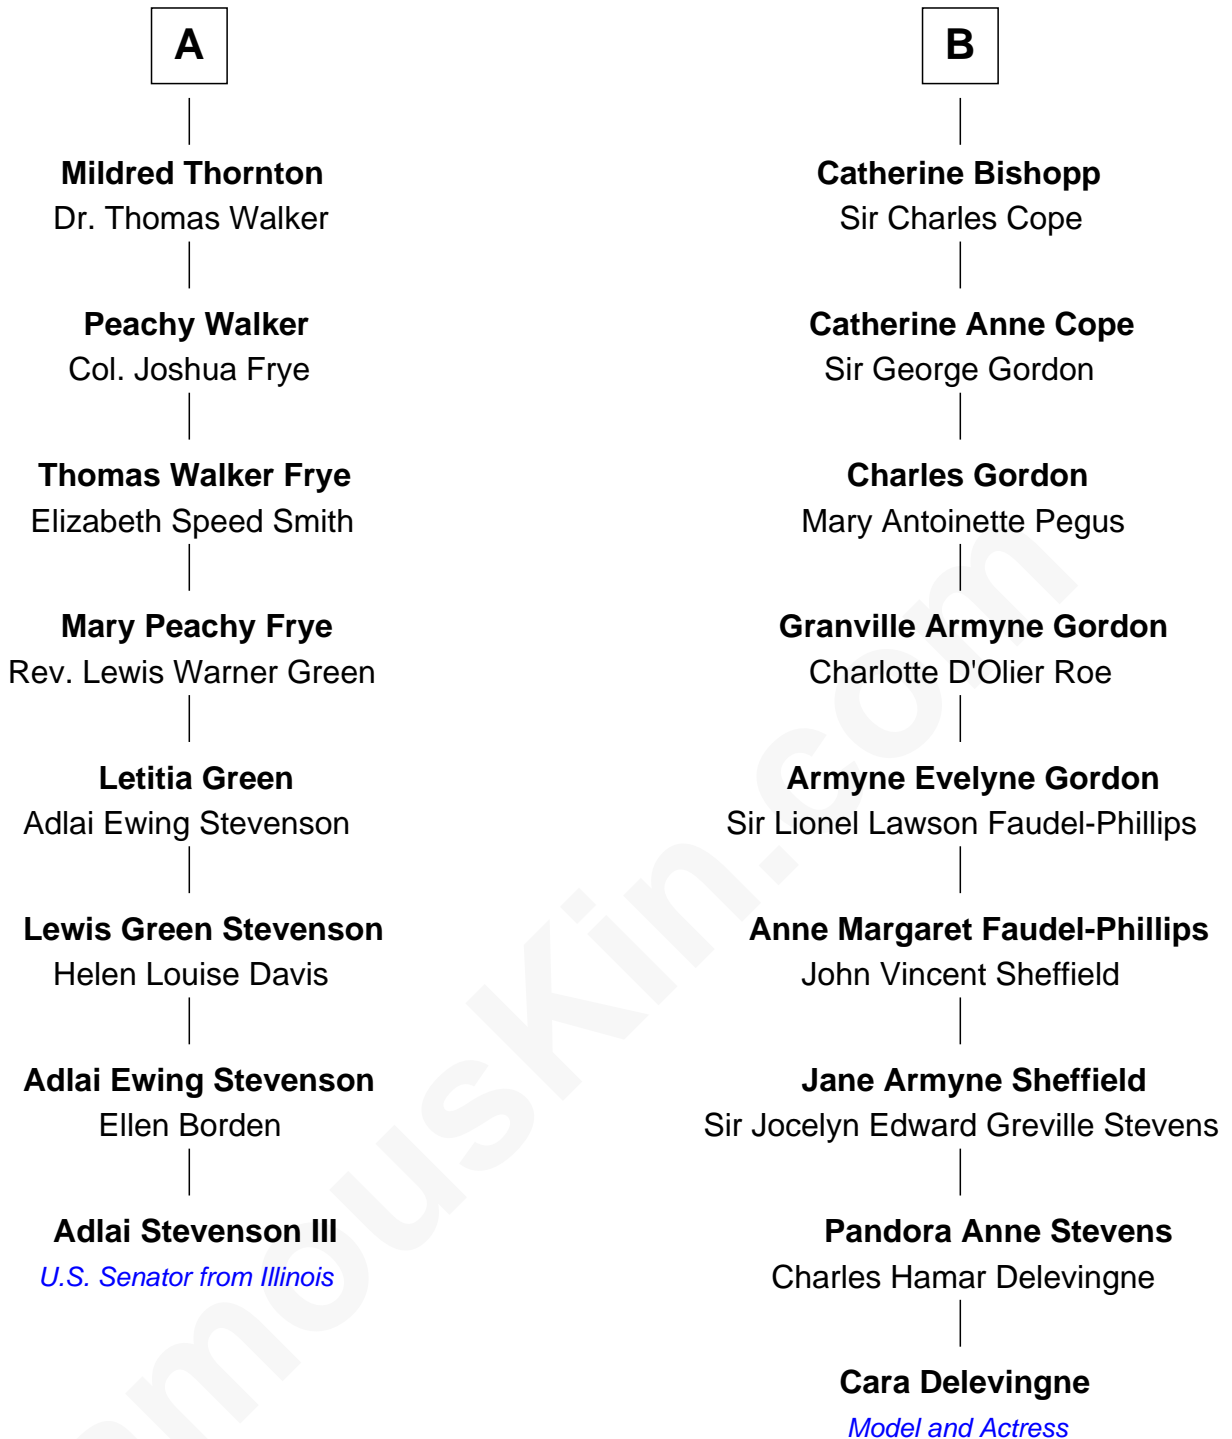 A
Mildred Thornton
Dr. Thomas Walker
Peachy Walker
Col. Joshua Frye
Thomas Walker Frye
Elizabeth Speed Smith
Mary Peachy Frye
Rev. Lewis Warner Green
Letitia Green
Adlai Ewing Stevenson
Lewis Green Stevenson
Helen Louise Davis
Adlai Ewing Stevenson
Ellen Borden
Adlai Stevenson III
U.S. Senator from Illinois
B
Catherine Bishopp
Sir Charles Cope
Catherine Anne Cope
Sir George Gordon
Charles Gordon
Mary Antoinette Pegus
Granville Armyne Gordon
Charlotte D'Olier Roe
Armyne Evelyne Gordon
Sir Lionel Lawson Faudel-Phillips
Anne Margaret Faudel-Phillips
John Vincent Sheffield
Jane Armyne Sheffield
Sir Jocelyn Edward Greville Stevens
Pandora Anne Stevens
Charles Hamar Delevingne
Cara Delevingne
Model and Actress
mousKin.com